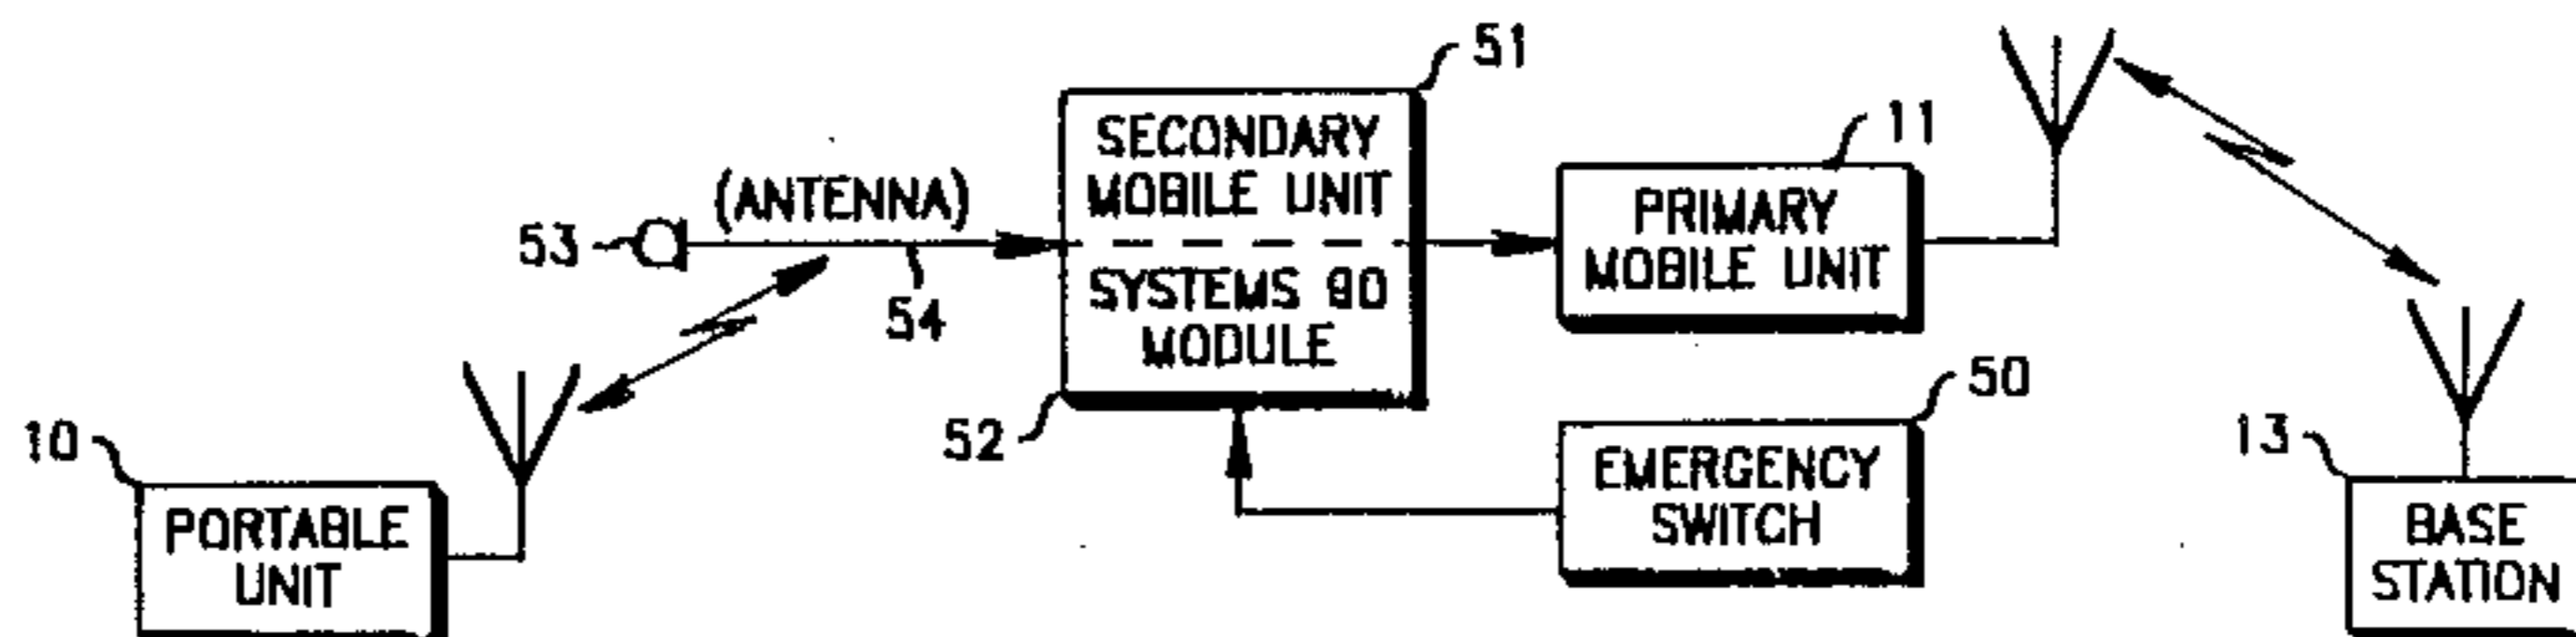 51
SECONDARY
MOBILE UNIT
SYSTEMS 90
MODULE
52
(ANTENNA)
53
54
11
PRIMARY
MOBILE UNIT
50
EMERGENCY
SWITCH
10
PORTABLE
UNIT
13
BASE
STATION